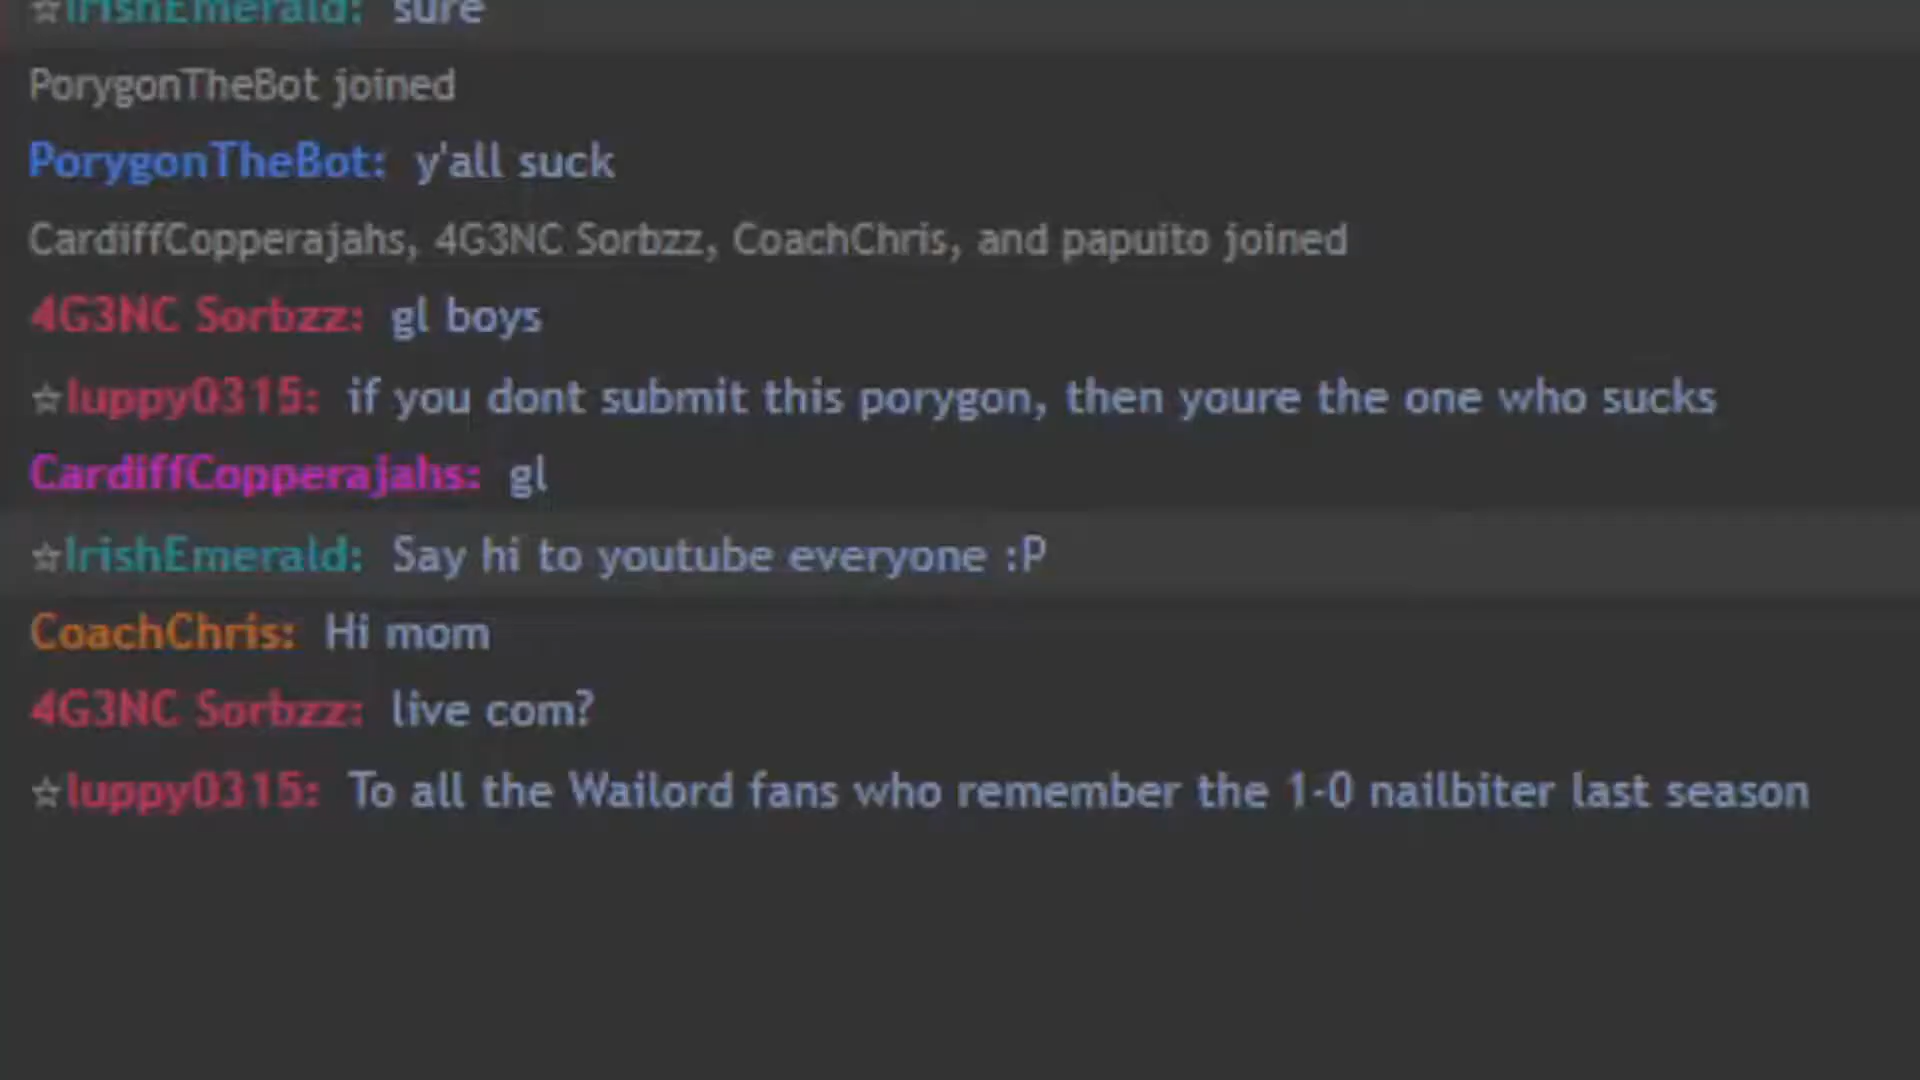 ☆IrishEmerald: sure
PorygonTheBot joined
PorygonTheBot: y'all suck
CardiffCopperajahs, 4G3NC Sorbzz, CoachChris, and papuito joined
4G3NC Sorbzz: gl boys
☆luppy0315: if you dont submit this porygon, then youre the one who sucks
CardiffCopperajahs: gl
☆IrishEmerald: Say hi to youtube everyone :P
CoachChris: Hi mom
4G3NC Sorbzz: live com?
☆luppy0315: To all the Wailord fans who remember the 1-0 nailbiter last season